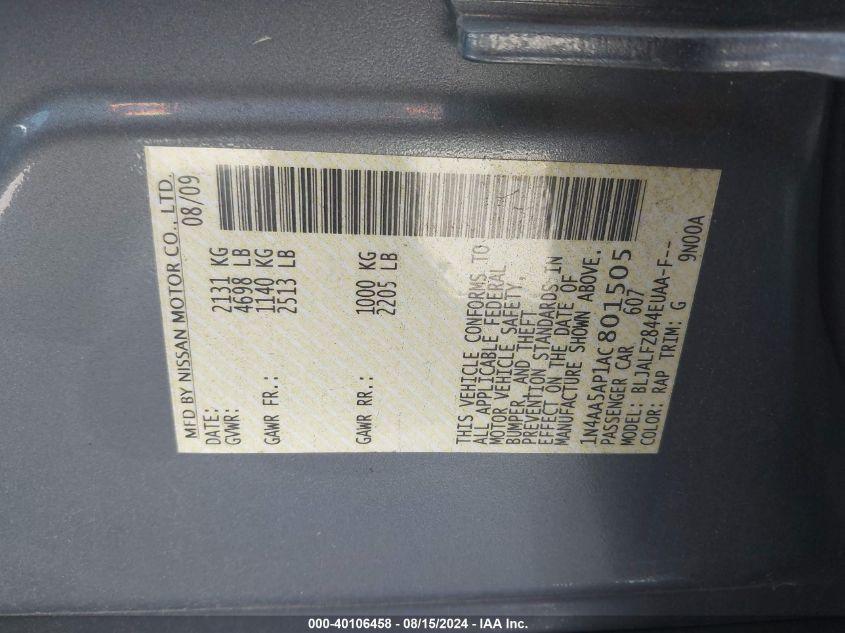 MFD BY NISSAN MOTOR CO., LTD.
DATE: 08/09
GVWR: 2131 KG
4698 LB
GAWR FR.: 1140 KG
2513 LB
GAWR RR.: 1000 KG
2205 LB
THIS VEHICLE CONFORMS TO
ALL APPLICABLE FEDERAL
MOTOR VEHICLE SAFETY,
BUMPER, AND THEFT
PREVENTION STANDARDS IN
EFFECT ON THE DATE OF
MANUFACTURE SHOWN ABOVE.
1N4AA5AP1AC801505
PASSENGER CAR 607
MODEL: BLJALFZ844EUAA-F--
COLOR: RAP TRIM: G 9N00A
000-40106458 - 08/15/2024 - IAA Inc.